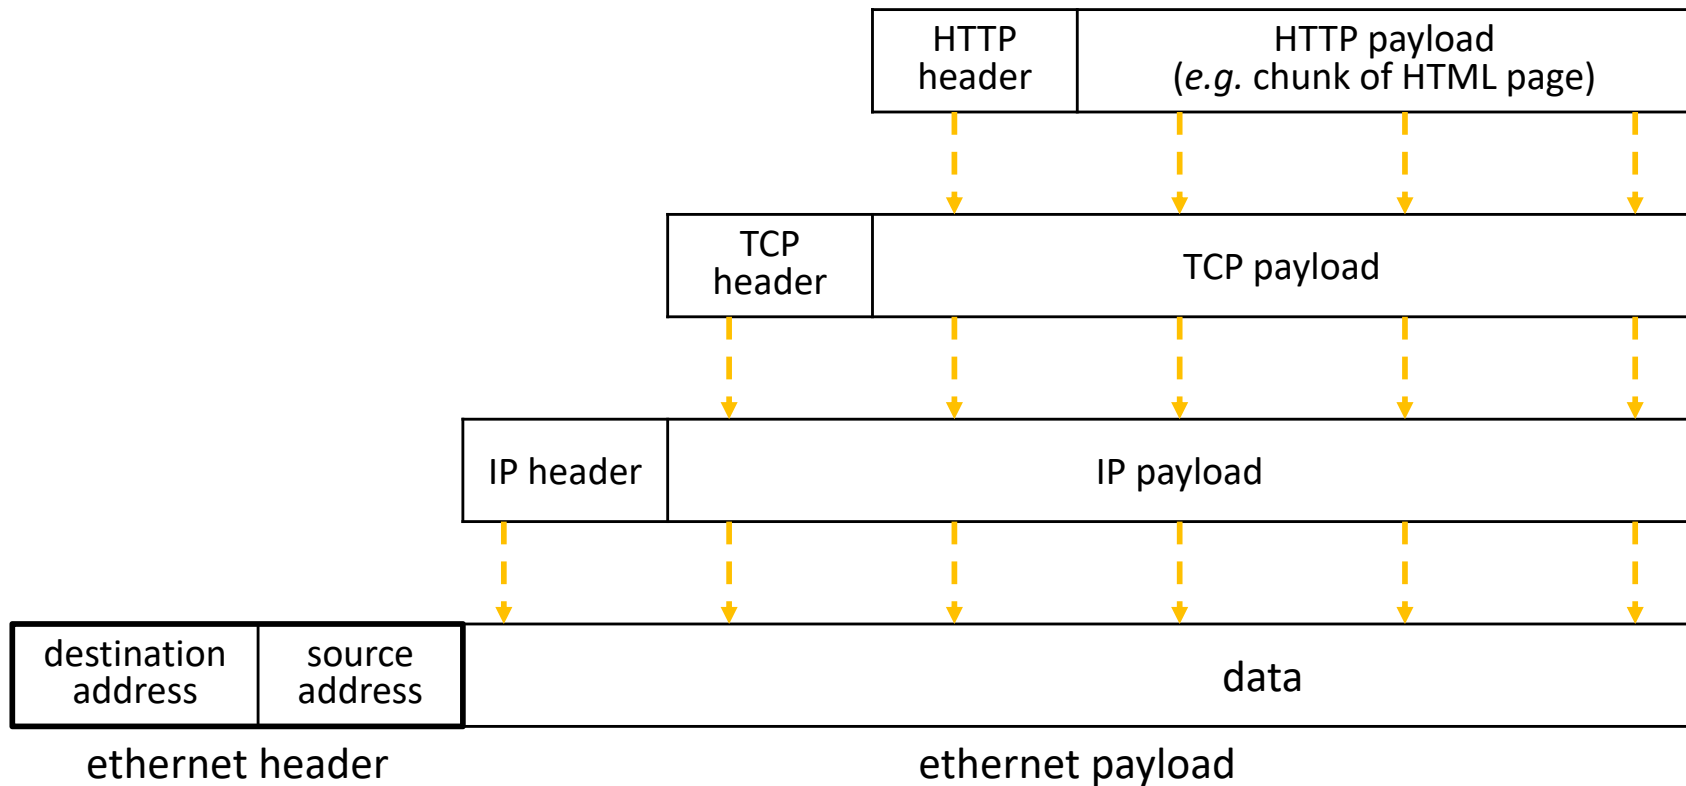 HTTP
header
HTTP payload
(e.g. chunk of HTML page)
TCP
header
TCP payload
IP header
IP payload
destination
address
source
address
data
ethernet header
ethernet payload